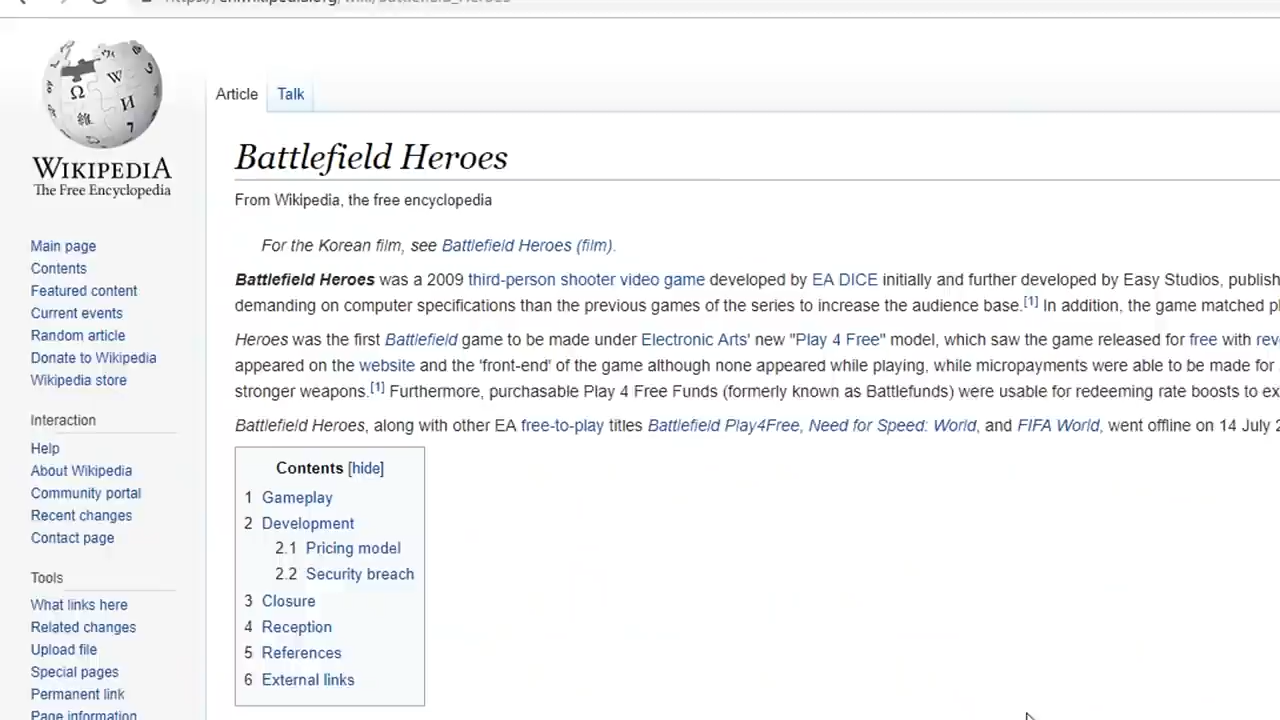 WIKIPEDIA
The Free Encyclopedia
Main page
Contents
Featured content
Current events
Random article
Donate to Wikipedia
Wikipedia store
Interaction
Help
About Wikipedia
Community portal
Recent changes
Contact page
Tools
What links here
Related changes
Upload file
Special pages
Permanent link
Page information
Article Talk
Battlefield Heroes
From Wikipedia, the free encyclopedia
For the Korean film, see Battlefield Heroes (film).
Battlefield Heroes was a 2009 third-person shooter video game developed by EA DICE initially and further developed by Easy Studios, publish
demanding on computer specifications than the previous games of the series to increase the audience base.[1] In addition, the game matched pl
Heroes was the first Battlefield game to be made under Electronic Arts' new "Play 4 Free" model, which saw the game released for free with rev
appeared on the website and the 'front-end' of the game although none appeared while playing, while micropayments were able to be made for
stronger weapons.[1] Furthermore, purchasable Play 4 Free Funds (formerly known as Battlefunds) were usable for redeeming rate boosts to ex
Battlefield Heroes, along with other EA free-to-play titles Battlefield Play4Free, Need for Speed: World, and FIFA World, went offline on 14 July 2
Contents [hide]
1 Gameplay
2 Development
2.1 Pricing model
2.2 Security breach
3 Closure
4 Reception
5 References
6 External links